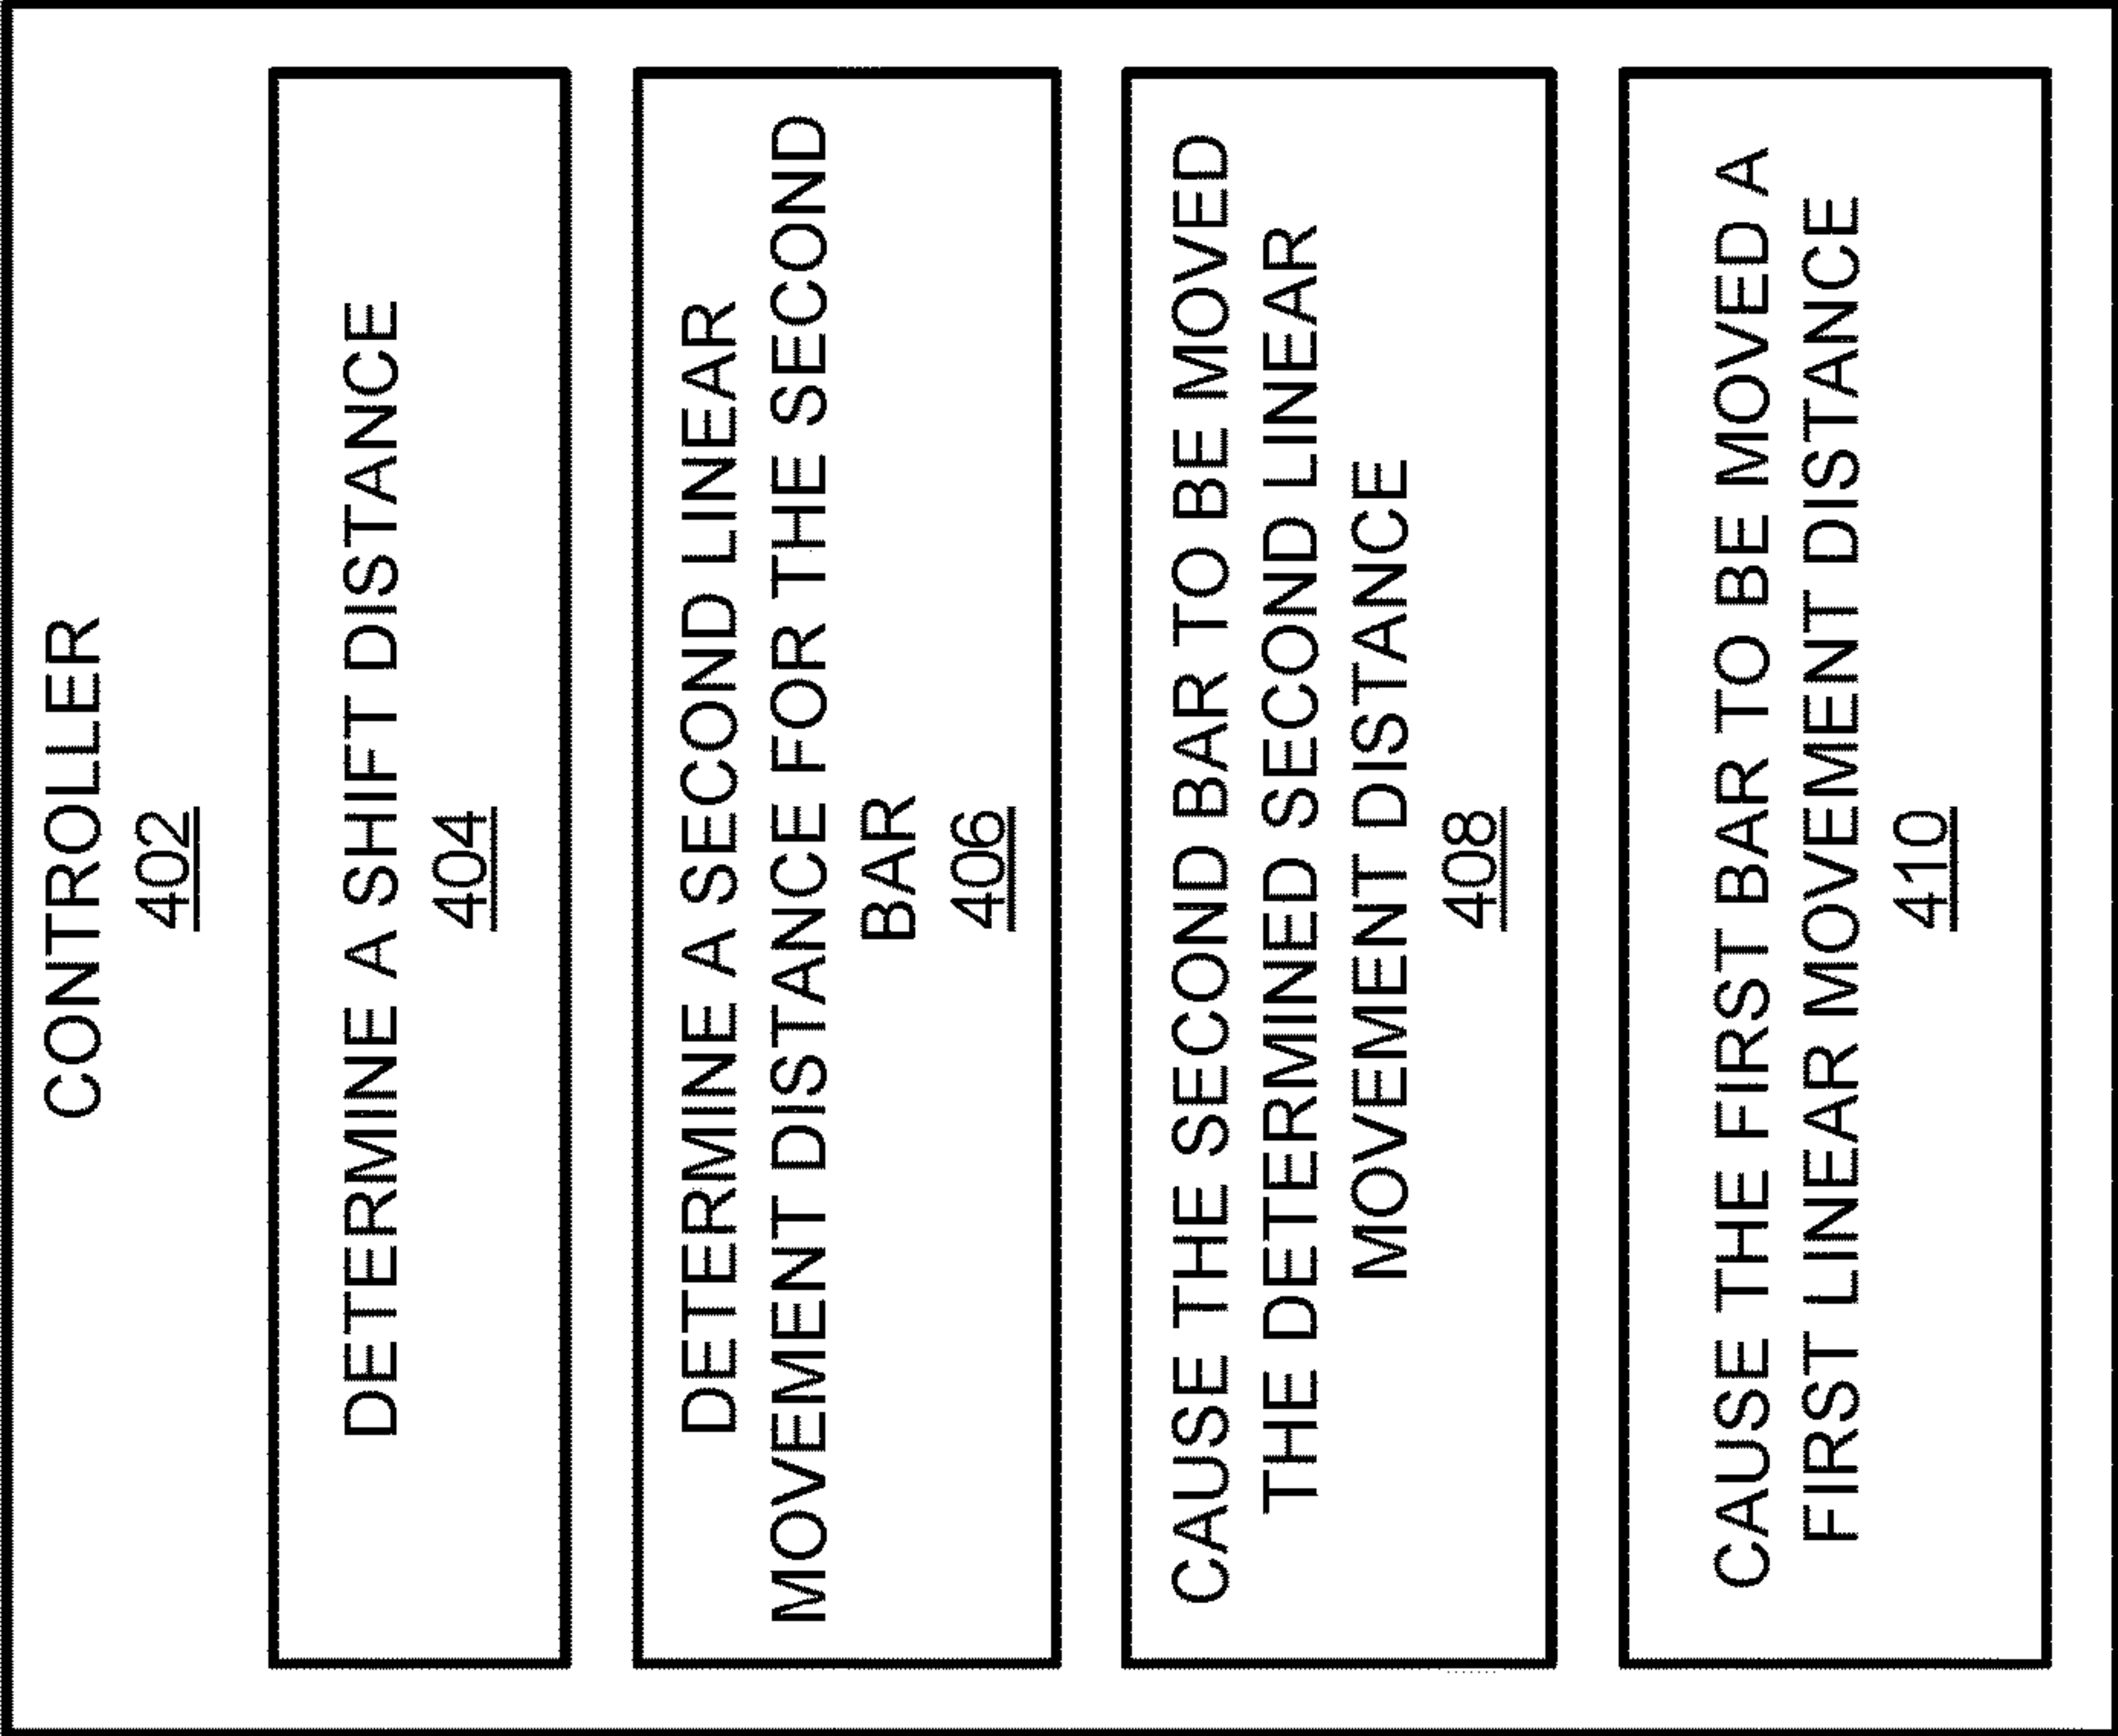 CONTROLLER
402
DETERMINE A SHIFT DISTANCE
404
DETERMINE A SECOND LINEAR
MOVEMENT DISTANCE FOR THE SECOND
BAR
406
CAUSE THE SECOND BAR TO BE MOVED
THE DETERMINED SECOND LINEAR
MOVEMENT DISTANCE
408
CAUSE THE FIRST BAR TO BE MOVED A
FIRST LINEAR MOVEMENT DISTANCE
410